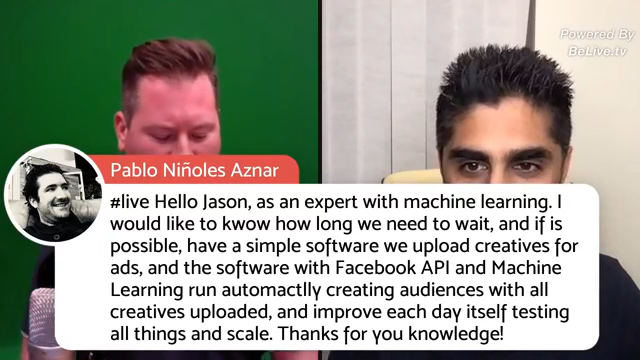 Powered By
BeLive.tv
Pablo Niñoles Aznar
#live Hello Jason, as an expert with machine learning. I
would like to kwow how long we need to wait, and if is
possible, have a simple software we upload creatives for
ads, and the software with Facebook API and Machine
Learning run automactlly creating audiences with all
creatives uploaded, and improve each day itself testing
all things and scale. Thanks for you knowledge!